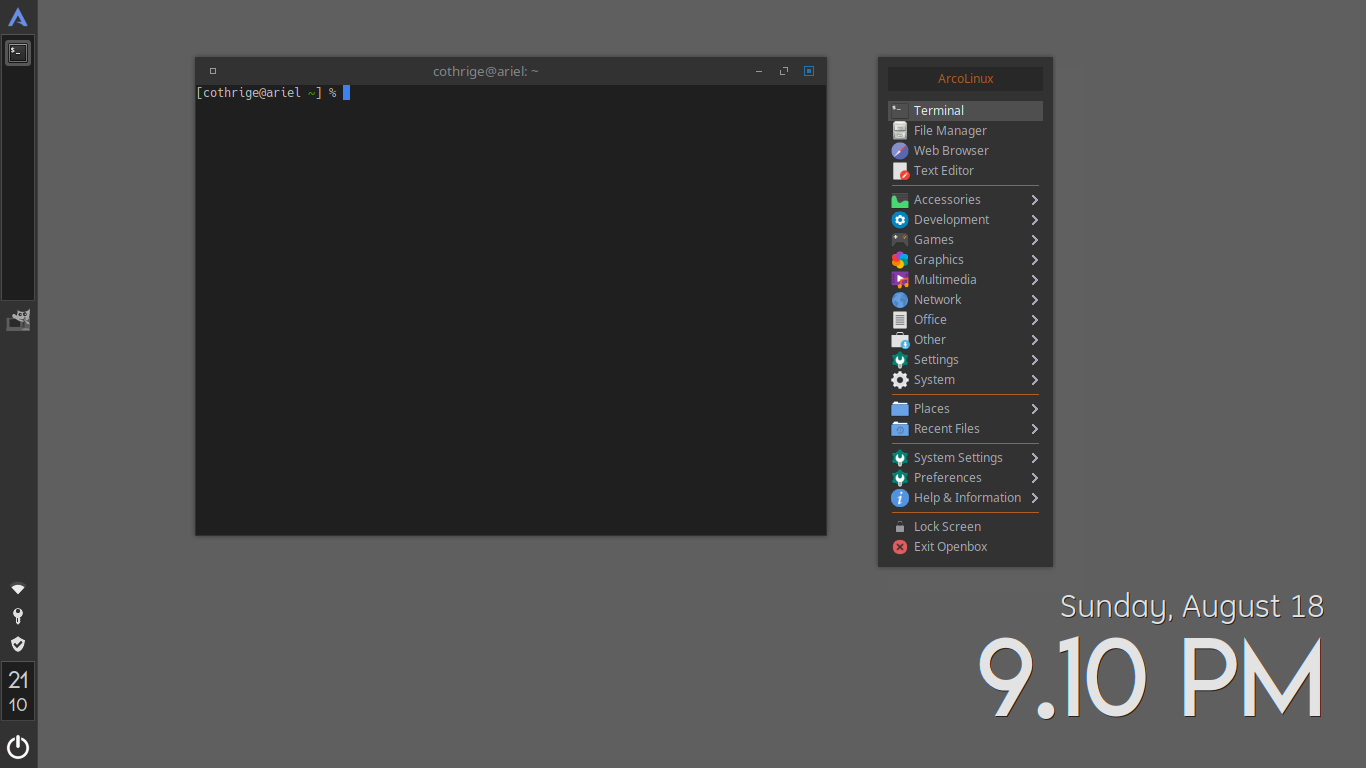 cothrige@ariel: ~
[cothrige@ariel ~] %
ArcoLinux
Terminal
File Manager
Web Browser
Text Editor
Accessories
Development
Games
Graphics
Multimedia
Network
Office
Other
Settings
System
Places
Recent Files
System Settings
Preferences
Help & Information
Lock Screen
Exit Openbox
Sunday, August 18
9.10 PM
21
10